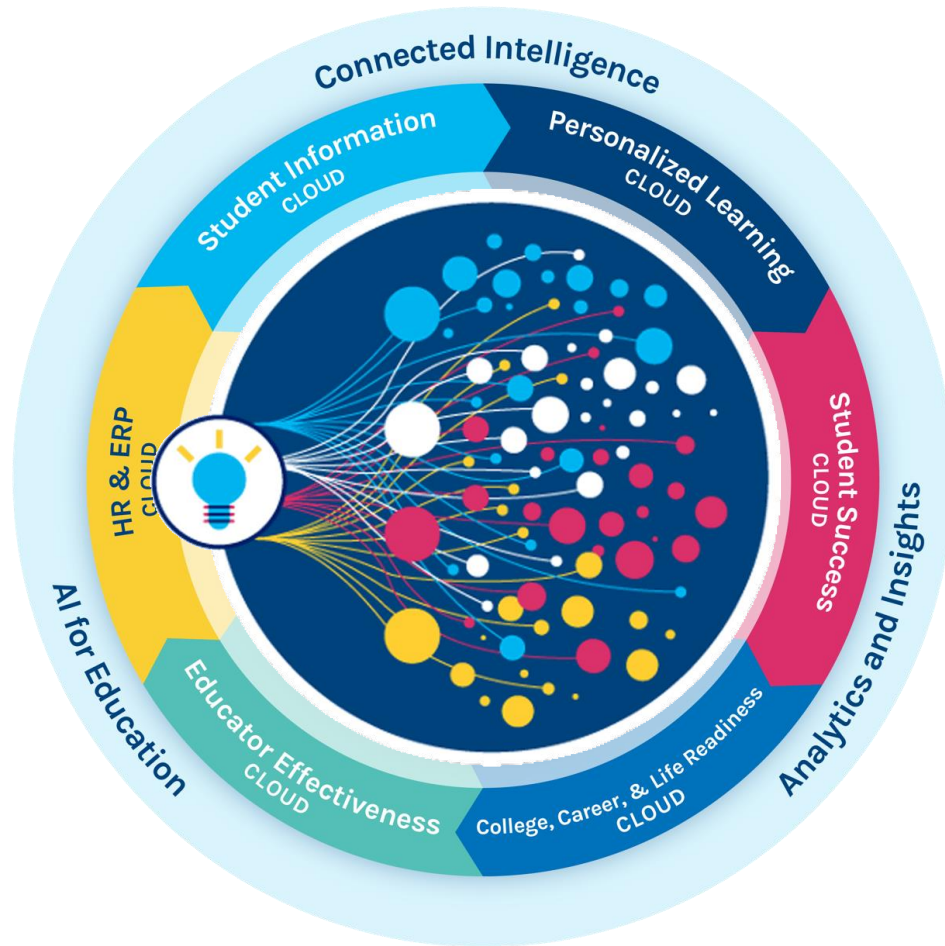 Connected Intelligence
Student Information
CLOUD
Personalized Learning
CLOUD
Student Success
CLOUD
College, Career, & Life Readiness
CLOUD
Educator Effectiveness
CLOUD
HR & ERP
CLOUD
AI for Education
Analytics and Insights